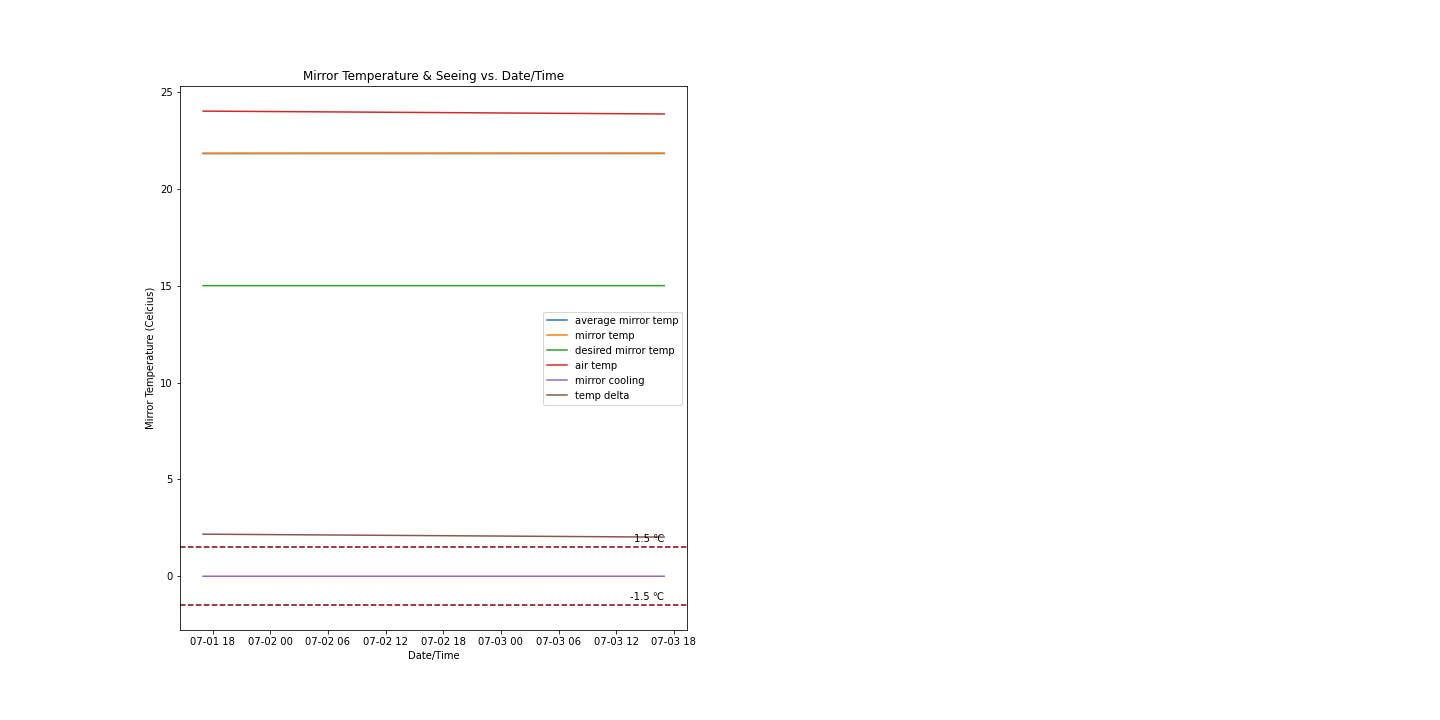 Mirror Temperature & Seeing vs. Date/Time
25
20
15
10
5
0
Mirror Temperature (Celcius)
average mirror temp
mirror temp
desired mirror temp
air temp
mirror cooling
temp delta
1.5 ℃
-1.5 ℃
07-01 18 07-02 00 07-02 06 07-02 12 07-02 18 07-03 00 07-03 06 07-03 12 07-03 18
Date/Time